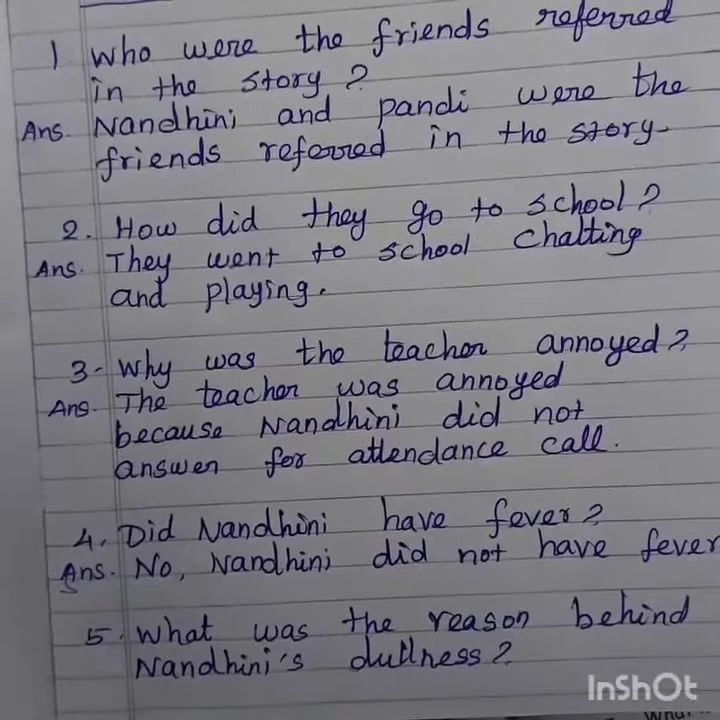 1 Who were the friends referred
in the story?
Ans. Nandhini and pandi were the
friends referred in the story.
2. How did they go to school?
Ans. They went to school chatting
and playing.
3. Why was the teacher annoyed?
Ans. The teacher was annoyed
because Nandhini did not
answer for attendance call.
4. Did Nandhini have fever?
Ans. No, Nandhini did not have fever
5. What was the reason behind
Nandhini's dullness?
InShOt